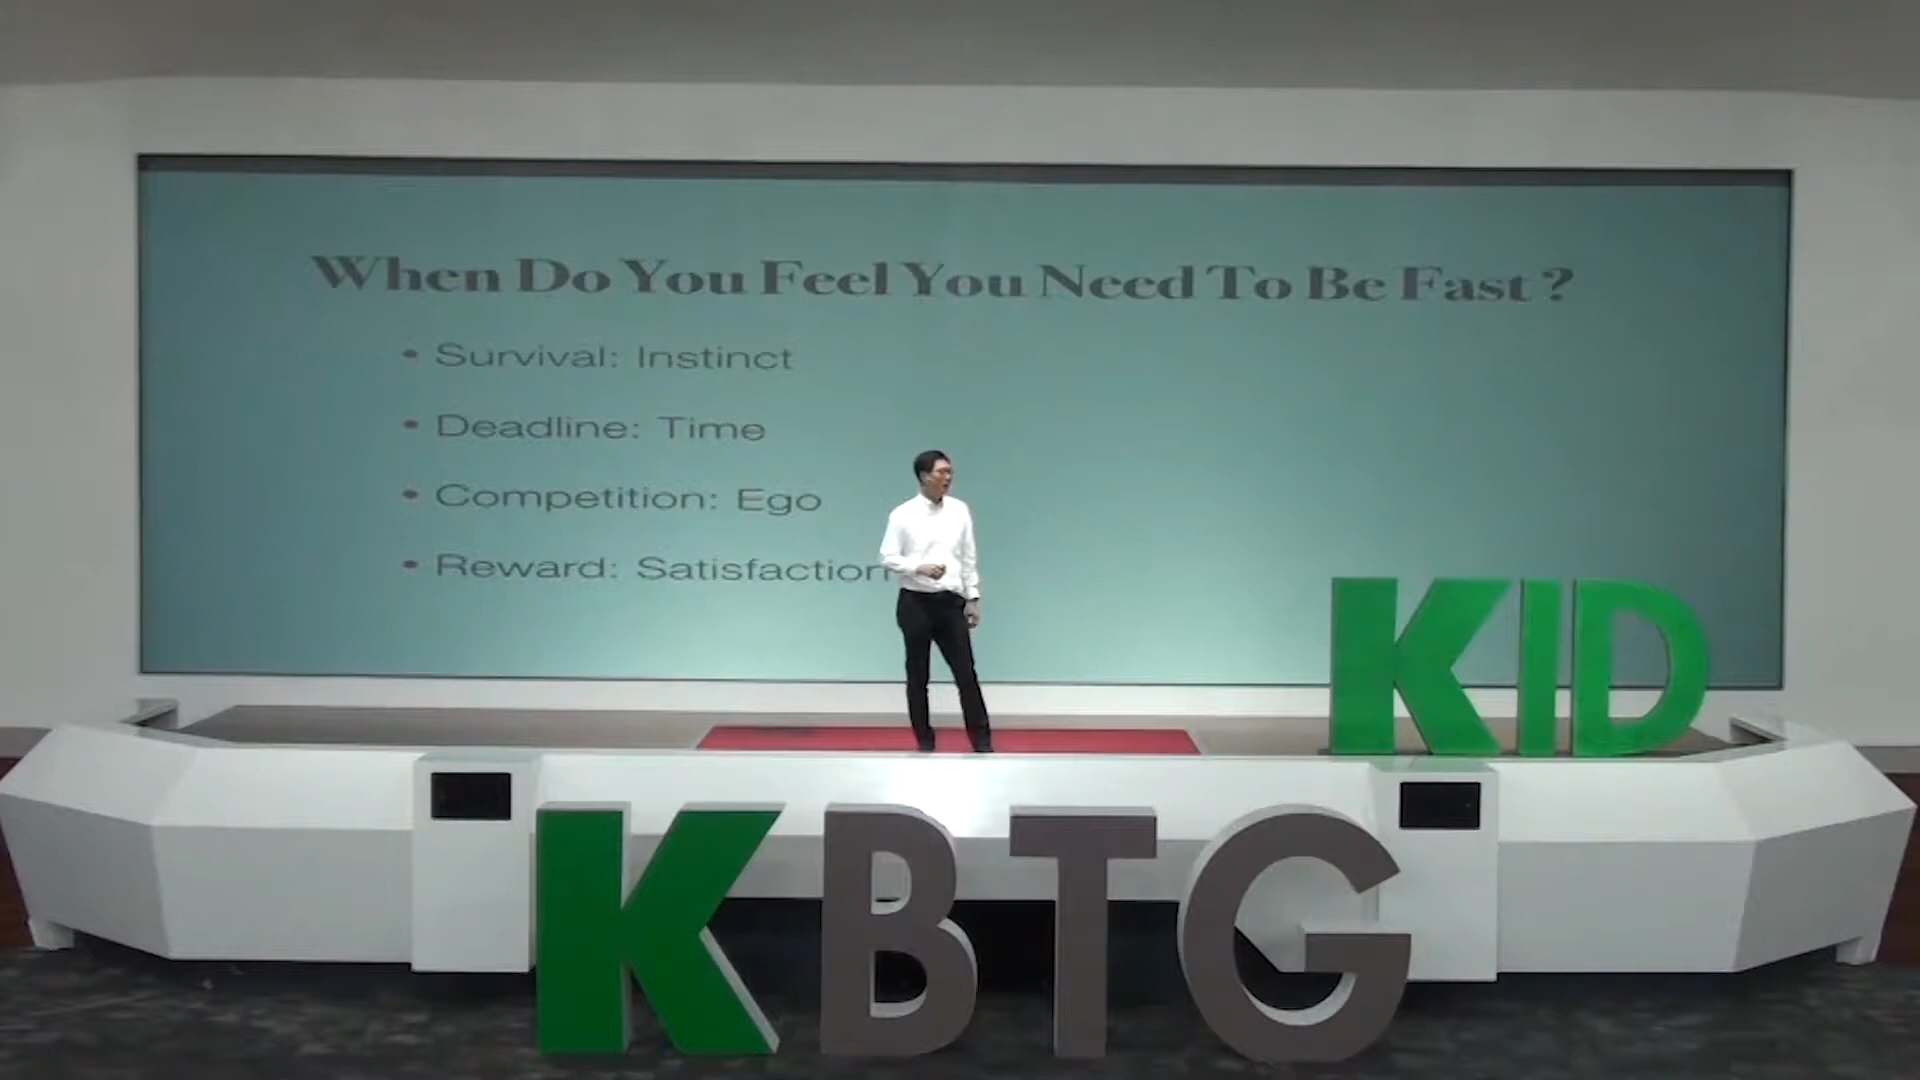 When Do You Feel You Need To Be Fast ?
• Survival: Instinct
• Deadline: Time
• Competition: Ego
• Reward: Satisfaction
KID
KBTG